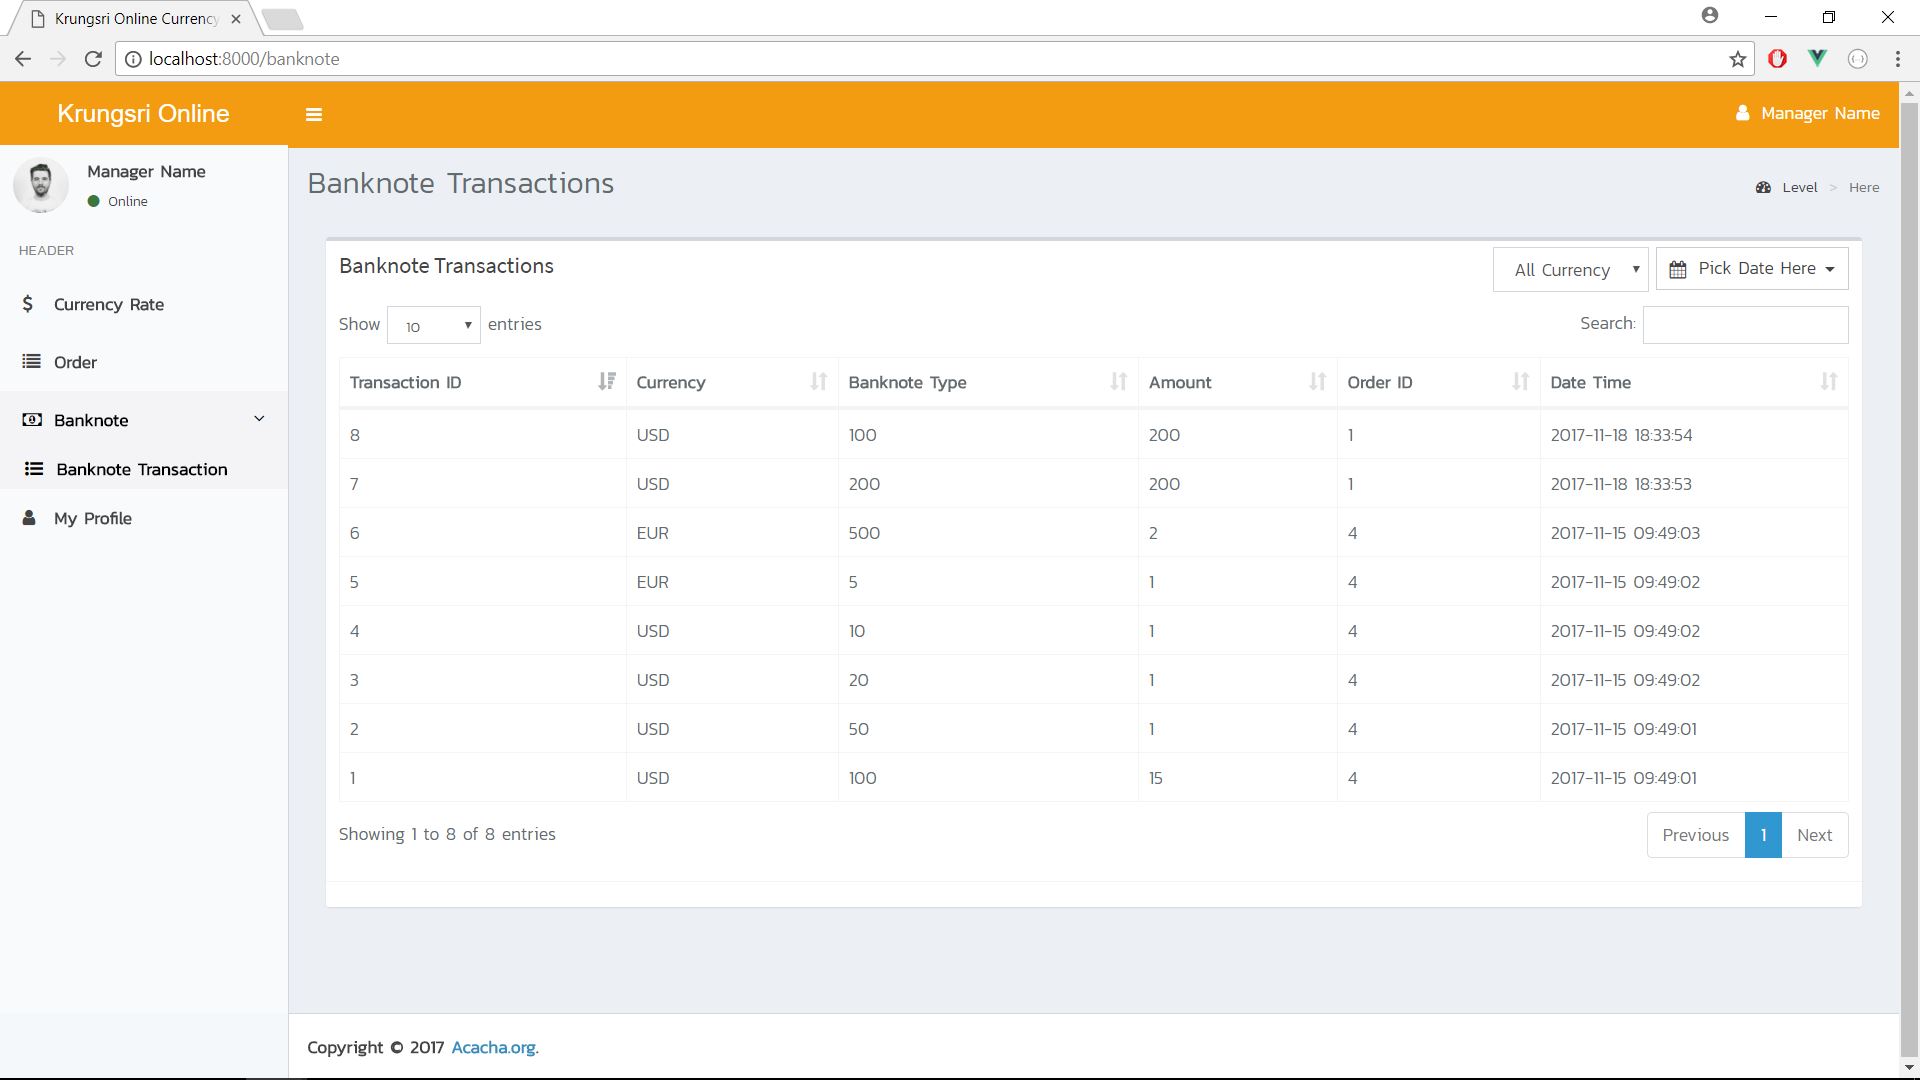 Krungsri Online Currency
localhost:8000/banknote
Krungsri Online
Manager Name
Manager Name
Online
Banknote Transactions
Level > Here
HEADER
Currency Rate
Order
Banknote
Banknote Transaction
My Profile
Banknote Transactions
All Currency
Pick Date Here
Show 10 entries
Search:
Transaction ID Currency Banknote Type Amount Order ID Date Time
8 USD 100 200 1 2017-11-18 18:33:54
7 USD 200 200 1 2017-11-18 18:33:53
6 EUR 500 2 4 2017-11-15 09:49:03
5 EUR 5 1 4 2017-11-15 09:49:02
4 USD 10 1 4 2017-11-15 09:49:02
3 USD 20 1 4 2017-11-15 09:49:02
2 USD 50 1 4 2017-11-15 09:49:01
1 USD 100 15 4 2017-11-15 09:49:01
Showing 1 to 8 of 8 entries
Previous 1 Next
Copyright © 2017 Acacha.org.